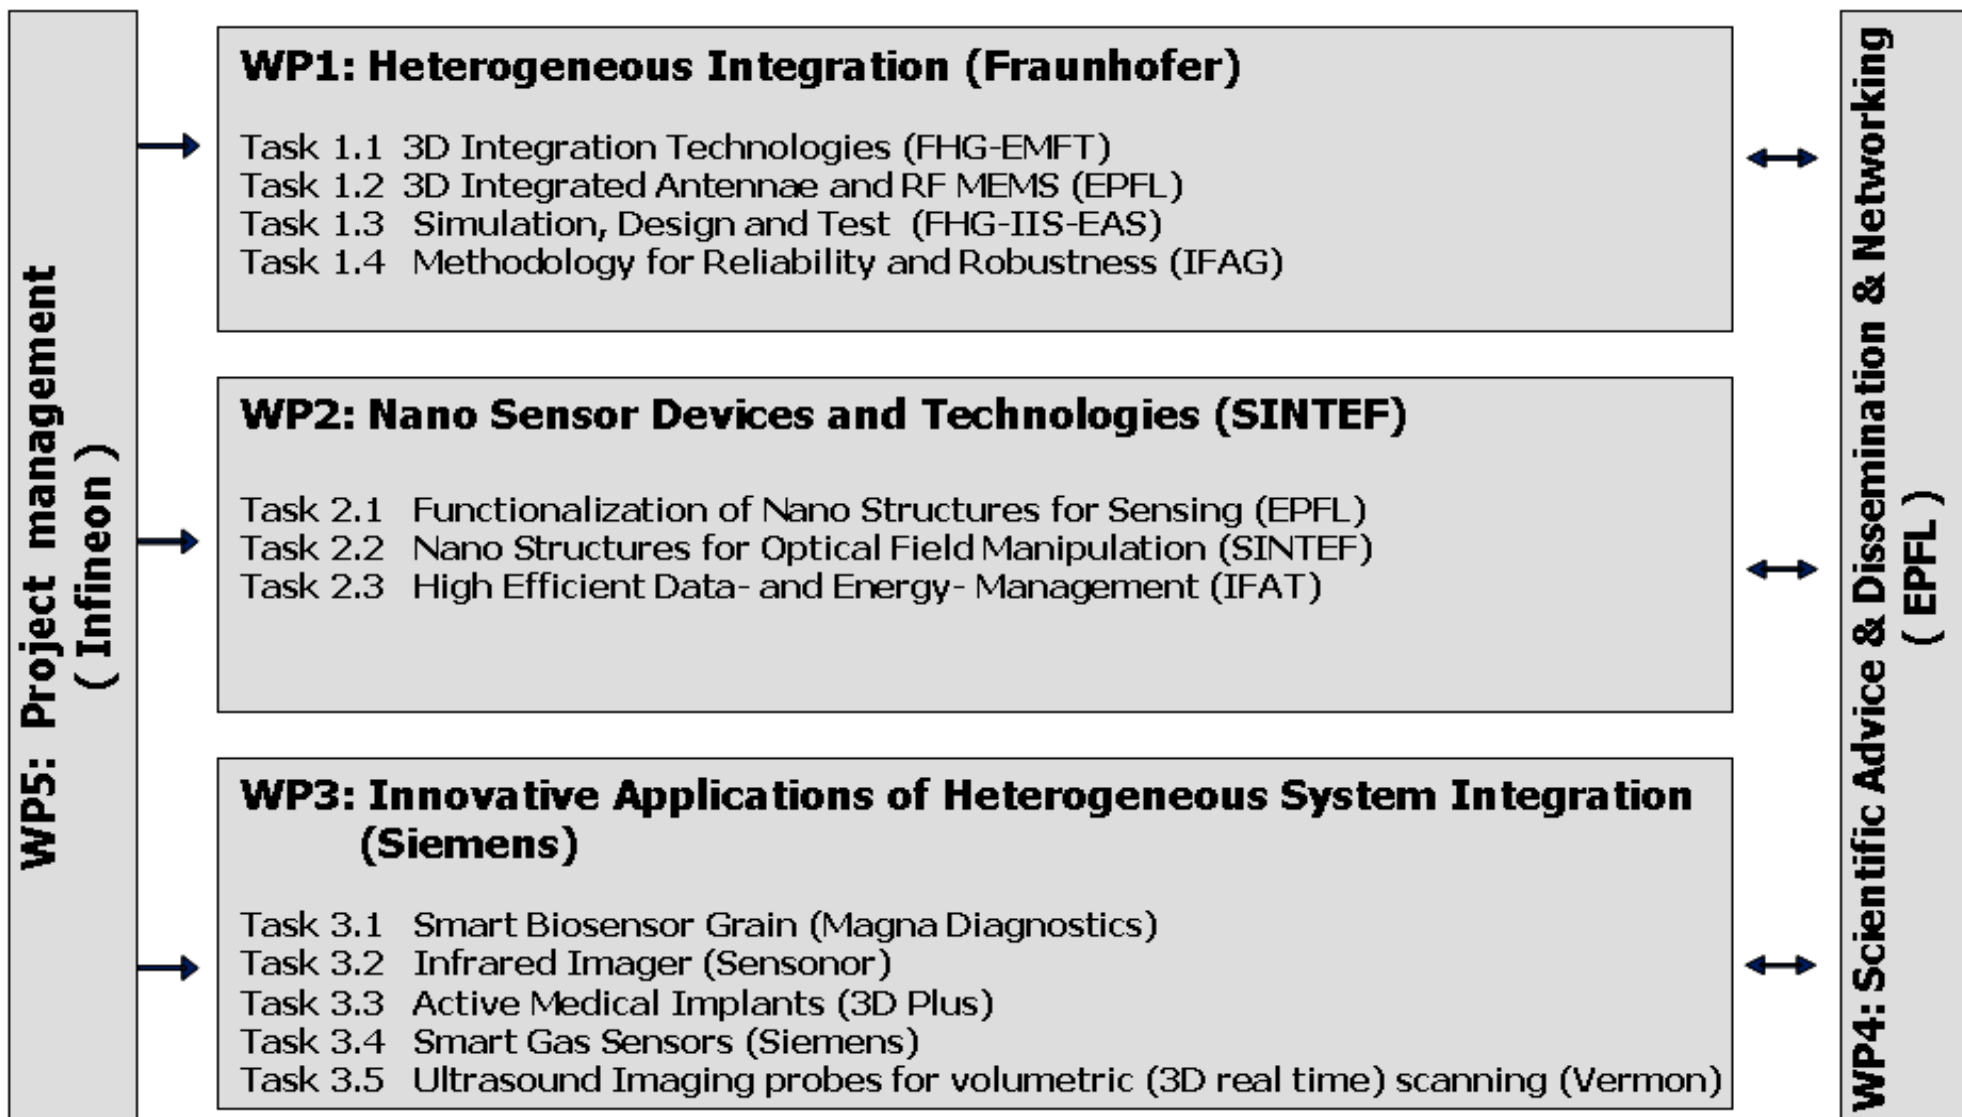 WP5: Project management
( Infineon )
WP1: Heterogeneous Integration (Fraunhofer)
Task 1.1 3D Integration Technologies (FHG-EMFT)
Task 1.2 3D Integrated Antennae and RF MEMS (EPFL)
Task 1.3 Simulation, Design and Test (FHG-IIS-EAS)
Task 1.4 Methodology for Reliability and Robustness (IFAG)
WP2: Nano Sensor Devices and Technologies (SINTEF)
Task 2.1 Functionalization of Nano Structures for Sensing (EPFL)
Task 2.2 Nano Structures for Optical Field Manipulation (SINTEF)
Task 2.3 High Efficient Data- and Energy- Management (IFAT)
WP3: Innovative Applications of Heterogeneous System Integration
(Siemens)
Task 3.1 Smart Biosensor Grain (Magna Diagnostics)
Task 3.2 Infrared Imager (Sensonor)
Task 3.3 Active Medical Implants (3D Plus)
Task 3.4 Smart Gas Sensors (Siemens)
Task 3.5 Ultrasound Imaging probes for volumetric (3D real time) scanning (Vermon)
WP4: Scientific Advice & Dissemination & Networking
( EPFL )